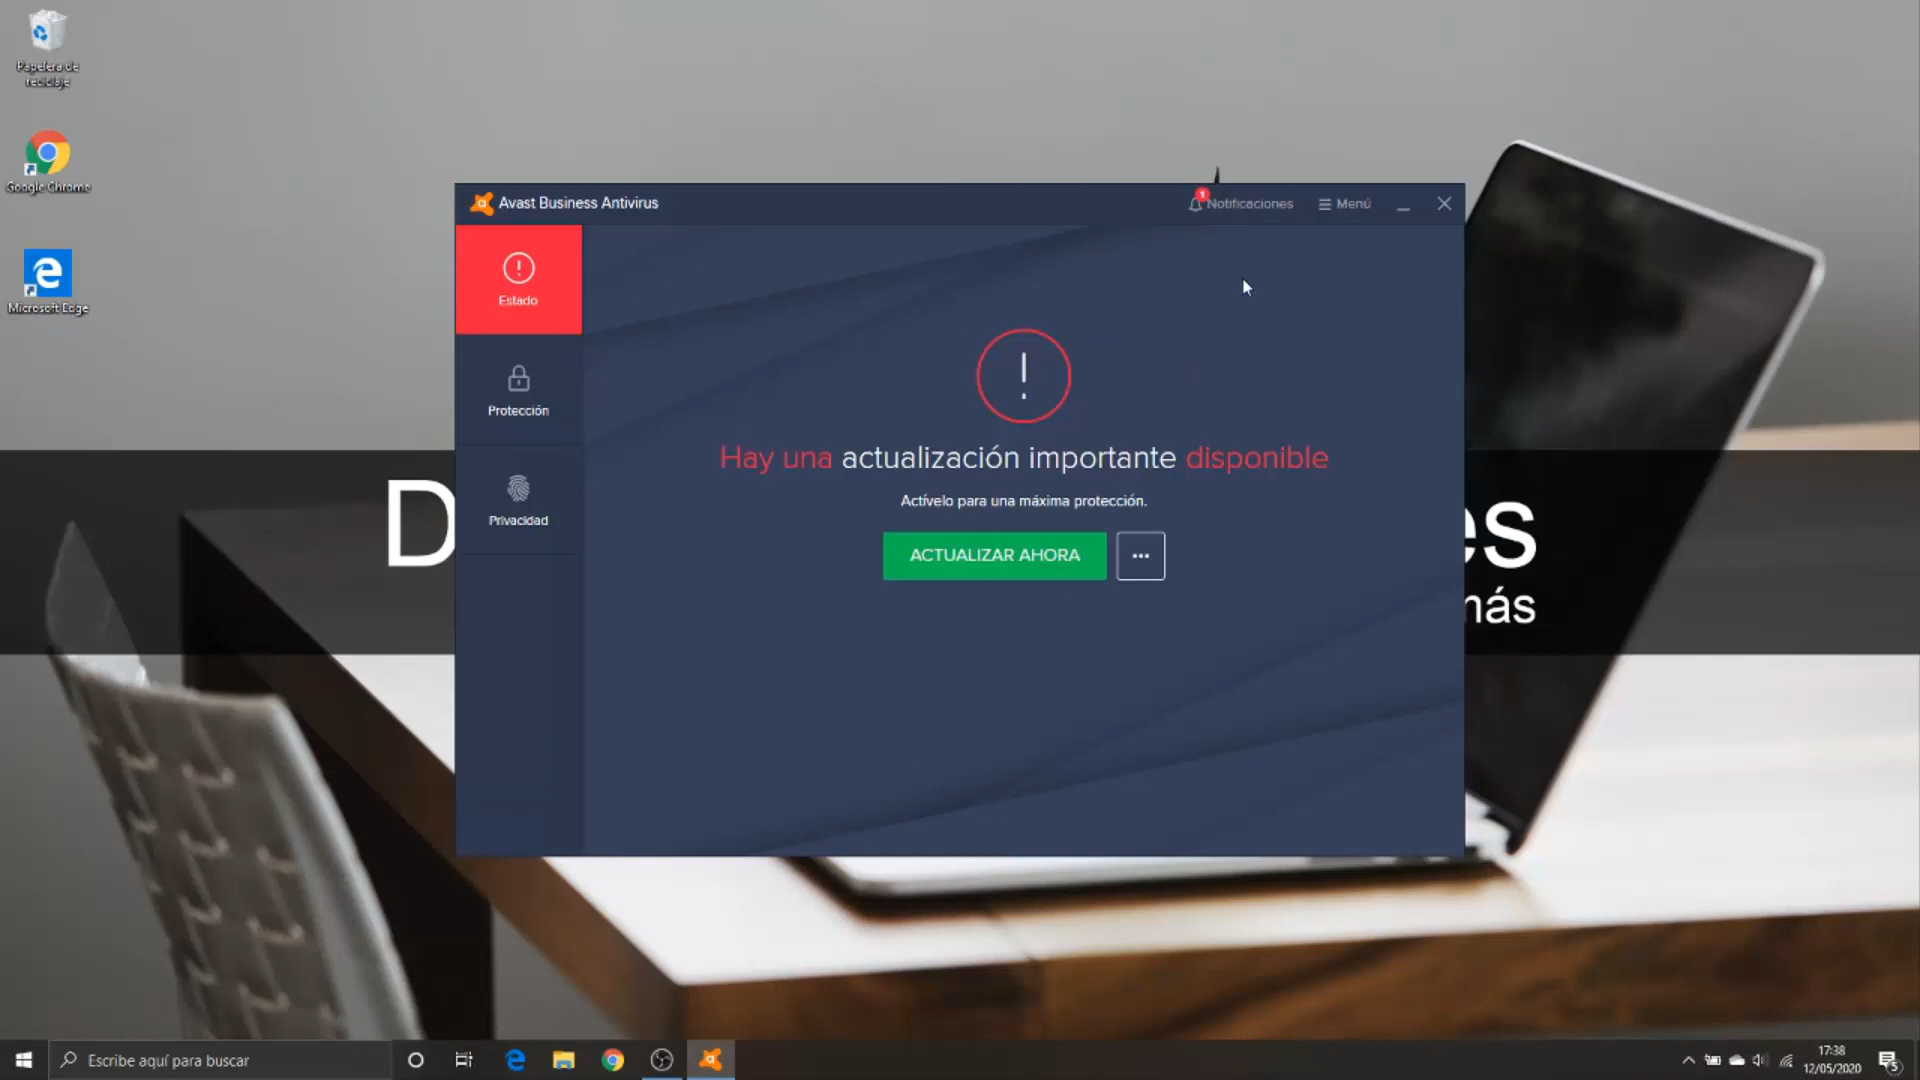 Papelera de
reciclaje
Google Chrome
Microsoft Edge
Avast Business Antivirus
1
Notificaciones
Menú
Estado
Protección
Privacidad
Hay una actualización importante disponible
Actívelo para una máxima protección.
ACTUALIZAR AHORA
D
es
más
Escribe aquí para buscar
17:38
12/05/2020
5